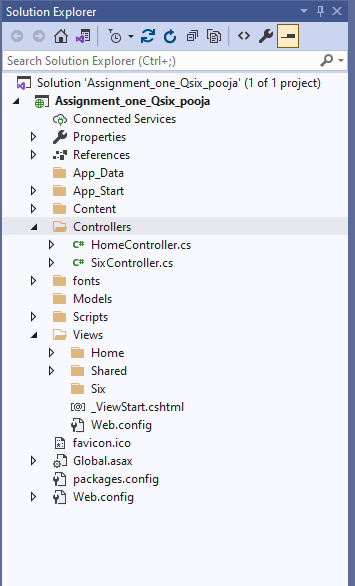 Solution Explorer
Search Solution Explorer (Ctrl+;)
Solution 'Assignment_one_Qsix_pooja' (1 of 1 project)
Assignment_one_Qsix_pooja
Connected Services
Properties
References
App_Data
App_Start
Content
Controllers
C# HomeController.cs
C# SixController.cs
fonts
Models
Scripts
Views
Home
Shared
Six
[@] _ViewStart.cshtml
Web.config
favicon.ico
Global.asax
packages.config
Web.config